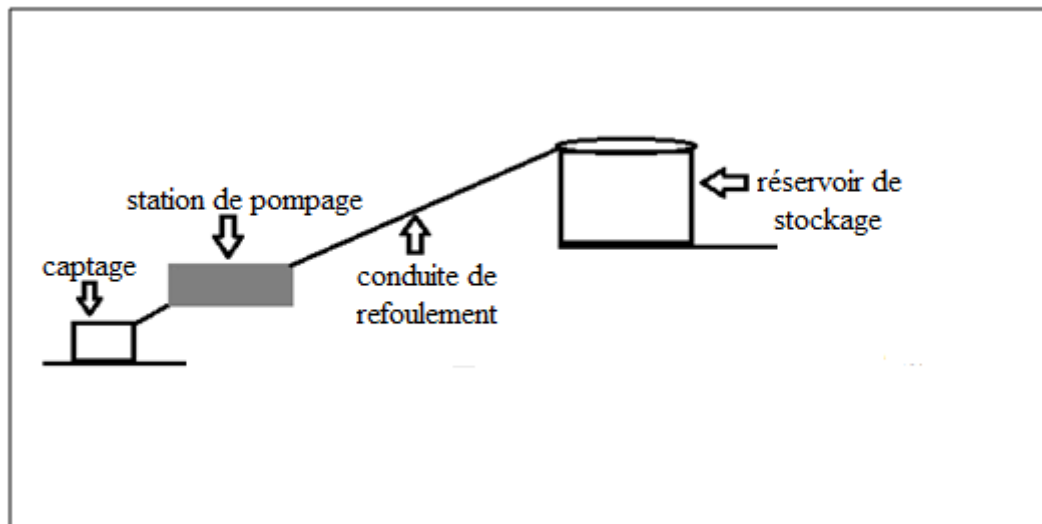 station de pompage
captage
conduite de
refoulement
réservoir de
stockage